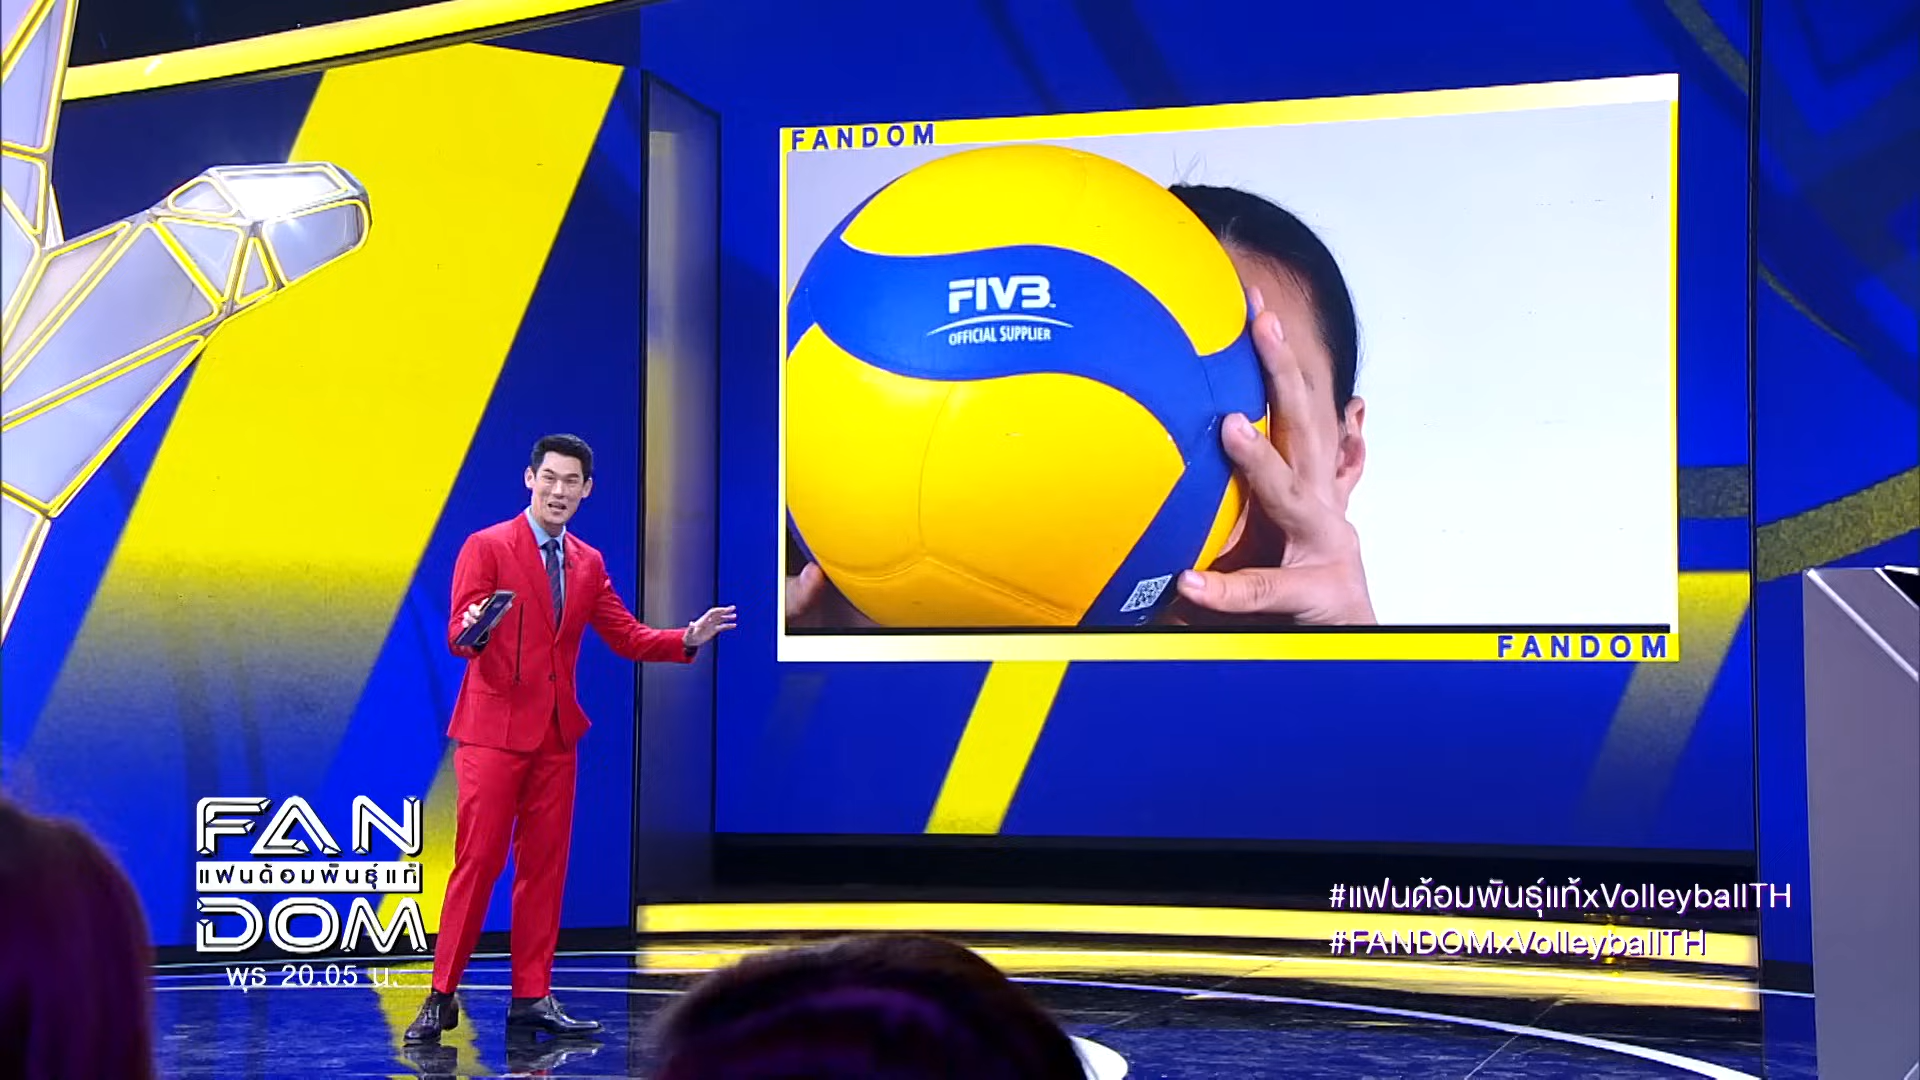 FANDOM
FIVB
OFFICIAL SUPPLIER
FANDOM
FAN
แฟนด้อมพันธุ์แท้
DOM
พุธ 20.05 น.
#แฟนด้อมพันธุ์แท้xVolleyballTH
#FANDOMxVolleyballTH